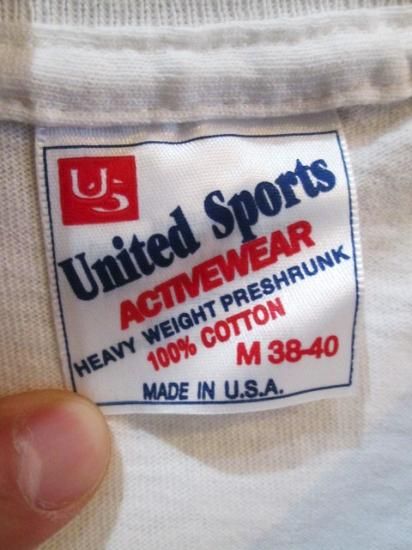 US
United Sports
ACTIVEWEAR
HEAVY WEIGHT PRESHRUNK
100% COTTON
M 38-40
MADE IN U.S.A.